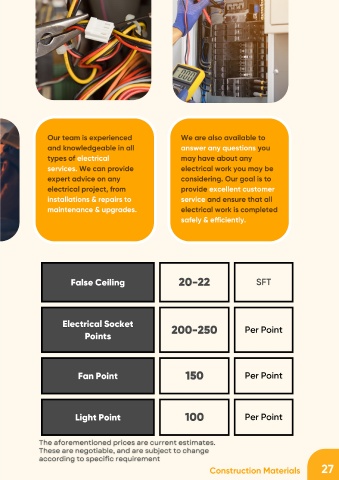 Our team is experienced
and knowledgeable in all
types of electrical
services. We can provide
expert advice on any
electrical project, from
installations & repairs to
maintenance & upgrades.
We are also available to
answer any questions you
may have about any
electrical work you may be
considering. Our goal is to
provide excellent customer
service and ensure that all
electrical work is completed
safely & efficiently.
False Ceiling 20-22 SFT
Electrical Socket
Points 200-250 Per Point
Fan Point 150 Per Point
Light Point 100 Per Point
The aforementioned prices are current estimates.
These are negotiable, and are subject to change
according to specific requirement
Construction Materials 27